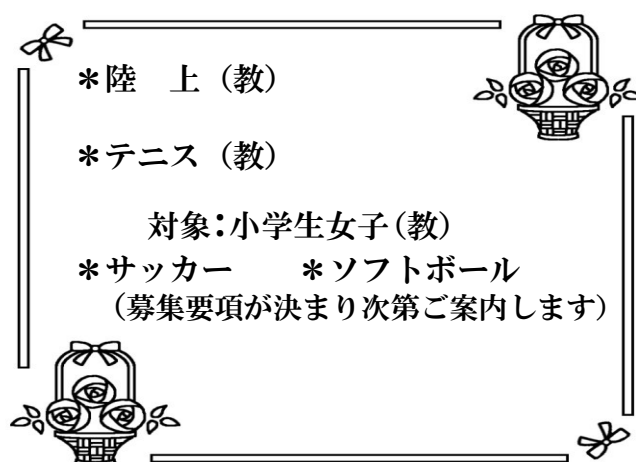 ＊陸　上（教）
＊テニス（教）
対象：小学生女子（教）
＊サッカー　　＊ソフトボール
（募集要項が決まり次第ご案内します）